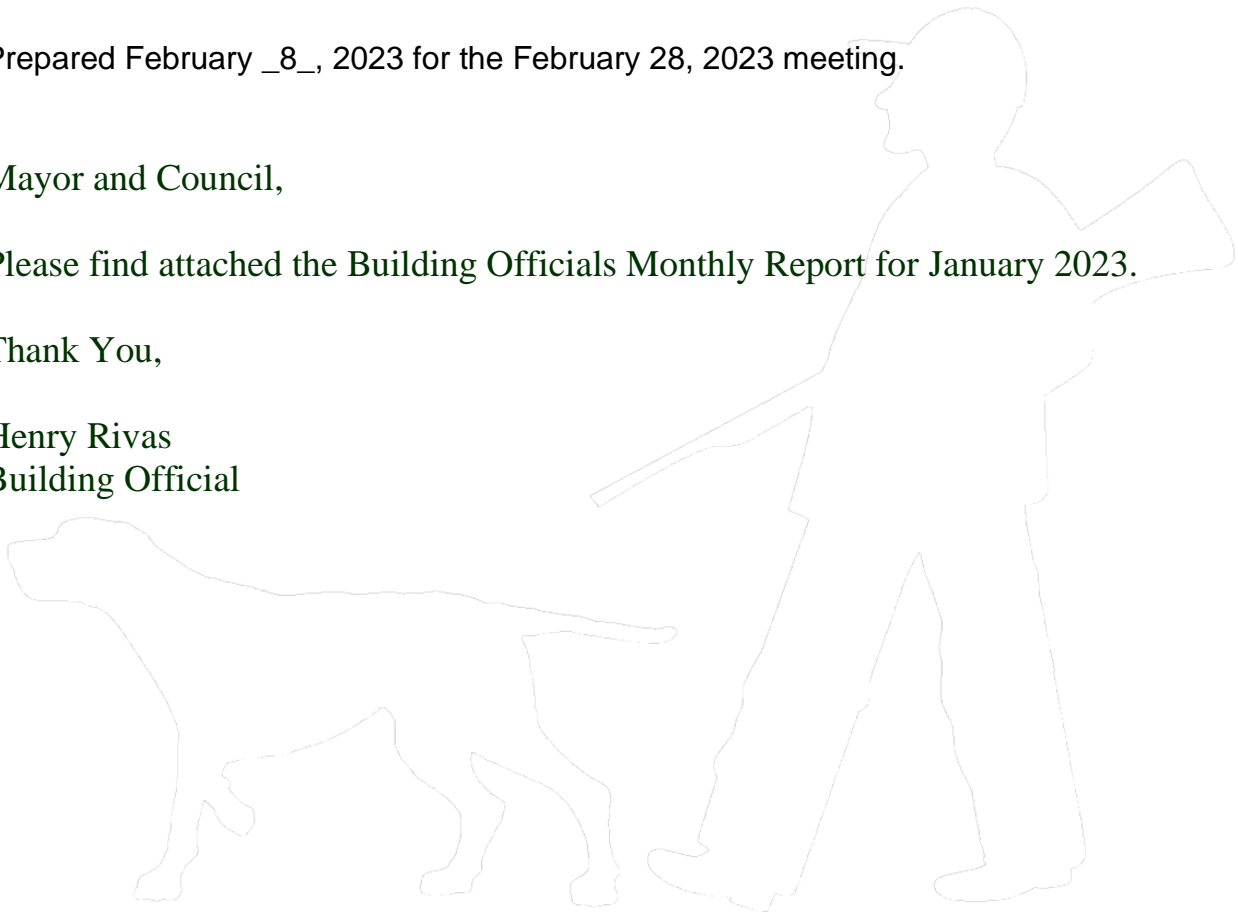 Prepared February _8_, 2023 for the February 28, 2023 meeting.
Mayor and Council,
Please find attached the Building Officials Monthly Report for January 2023.
Thank You,
Henry Rivas
Building Official